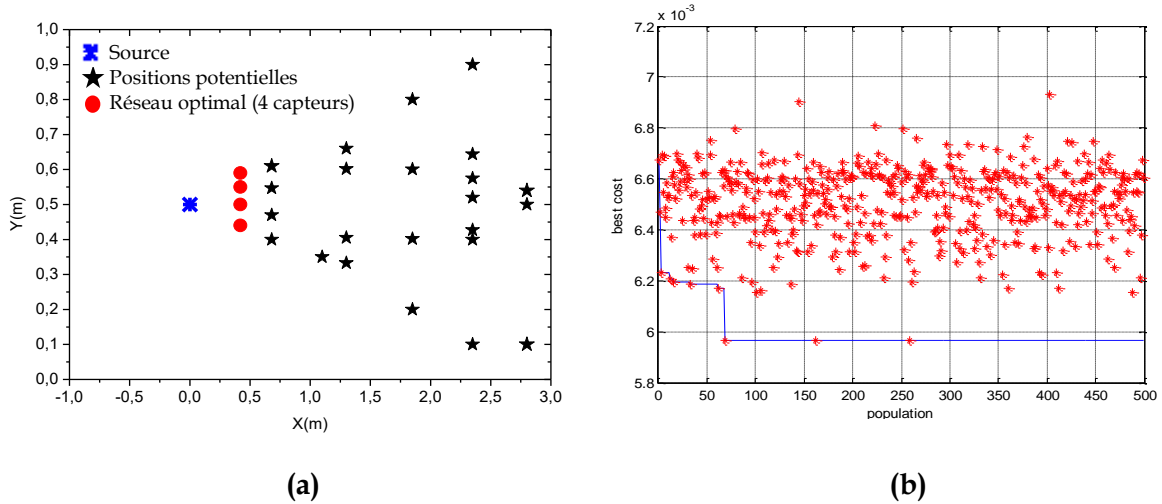 Source
Positions potentielles
Réseau optimal (4 capteurs)
1,0
0,9
0,8
0,7
0,6
0,5
0,4
0,3
0,2
0,1
0,0
Y(m)
-1,0 -0,5 0,0 0,5 1,0 1,5 2,0 2,5 3,0
X(m)
(a)
x 10⁻³
7.2
7
6.8
6.6
6.4
6.2
6
5.8
best cost
0 50 100 150 200 250 300 350 400 450 500
population
(b)